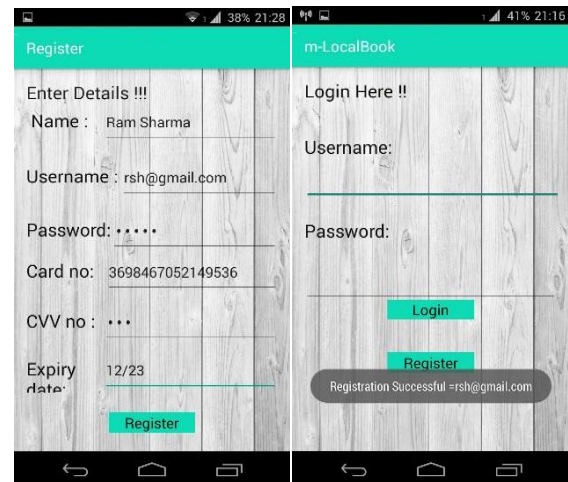 38% 21:28
Register
Enter Details !!!
Name : Ram Sharma
Username : rsh@gmail.com
Password: •••••
Card no: 3698467052149536
CVV no : •••
Expiry date: 12/23
Register
41% 21:16
m-LocalBook
Login Here !!
Username:
Password:
Login
Register
Registration Successful =rsh@gmail.com